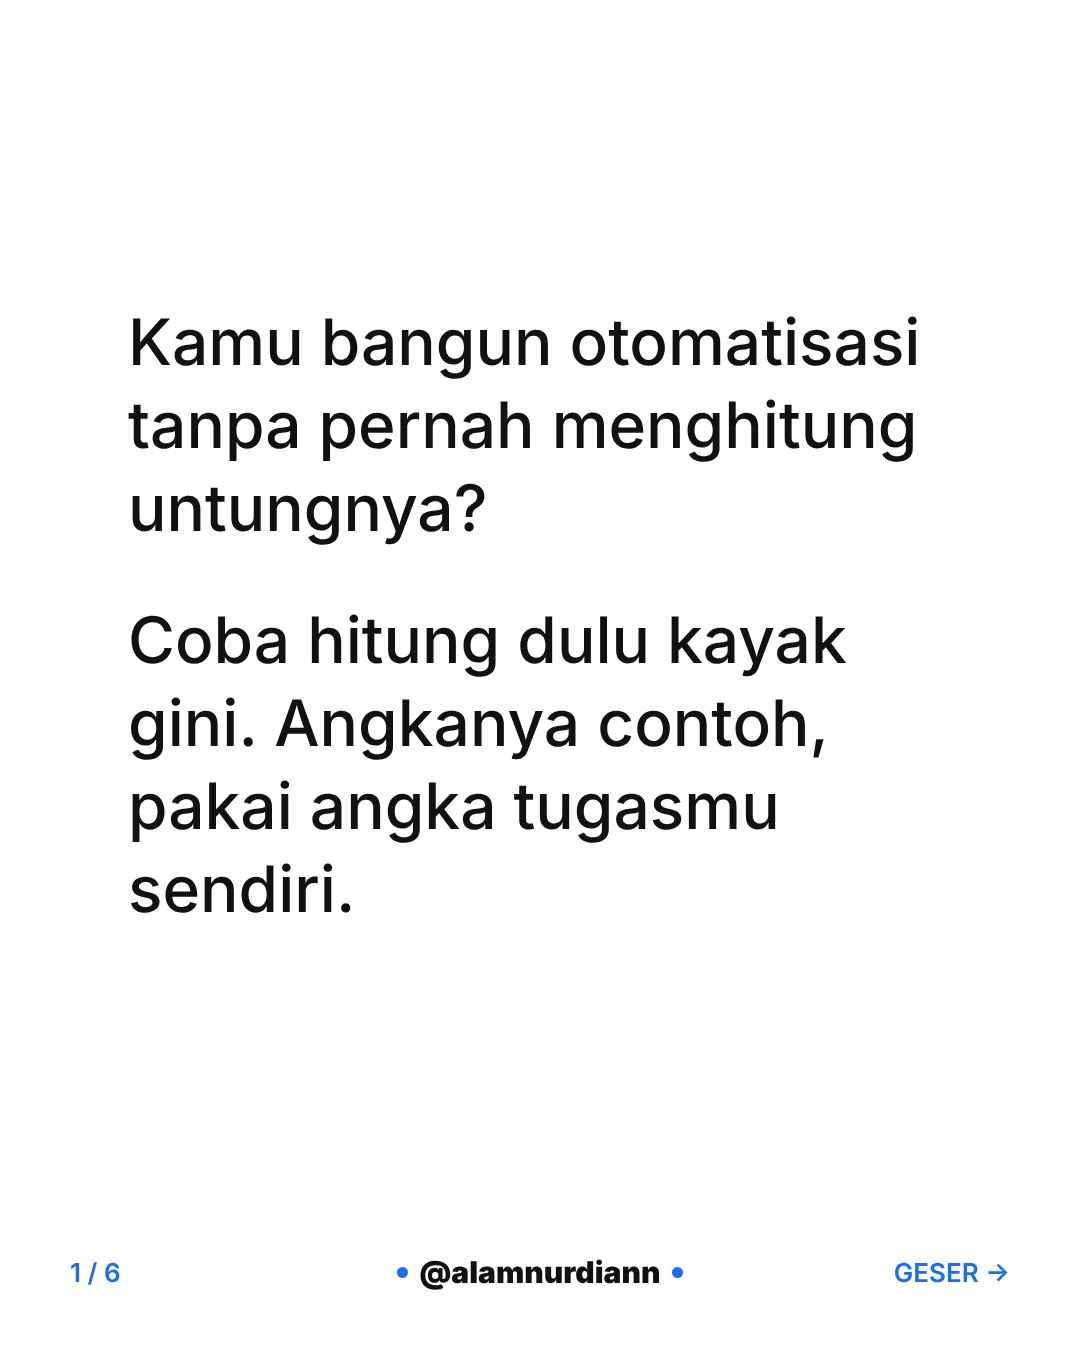 Kamu bangun otomatisasi
tanpa pernah menghitung
untungnya?
Coba hitung dulu kayak
gini. Angkanya contoh,
pakai angka tugasmu
sendiri.
1 / 6
• @alamnurdiann •
GESER →